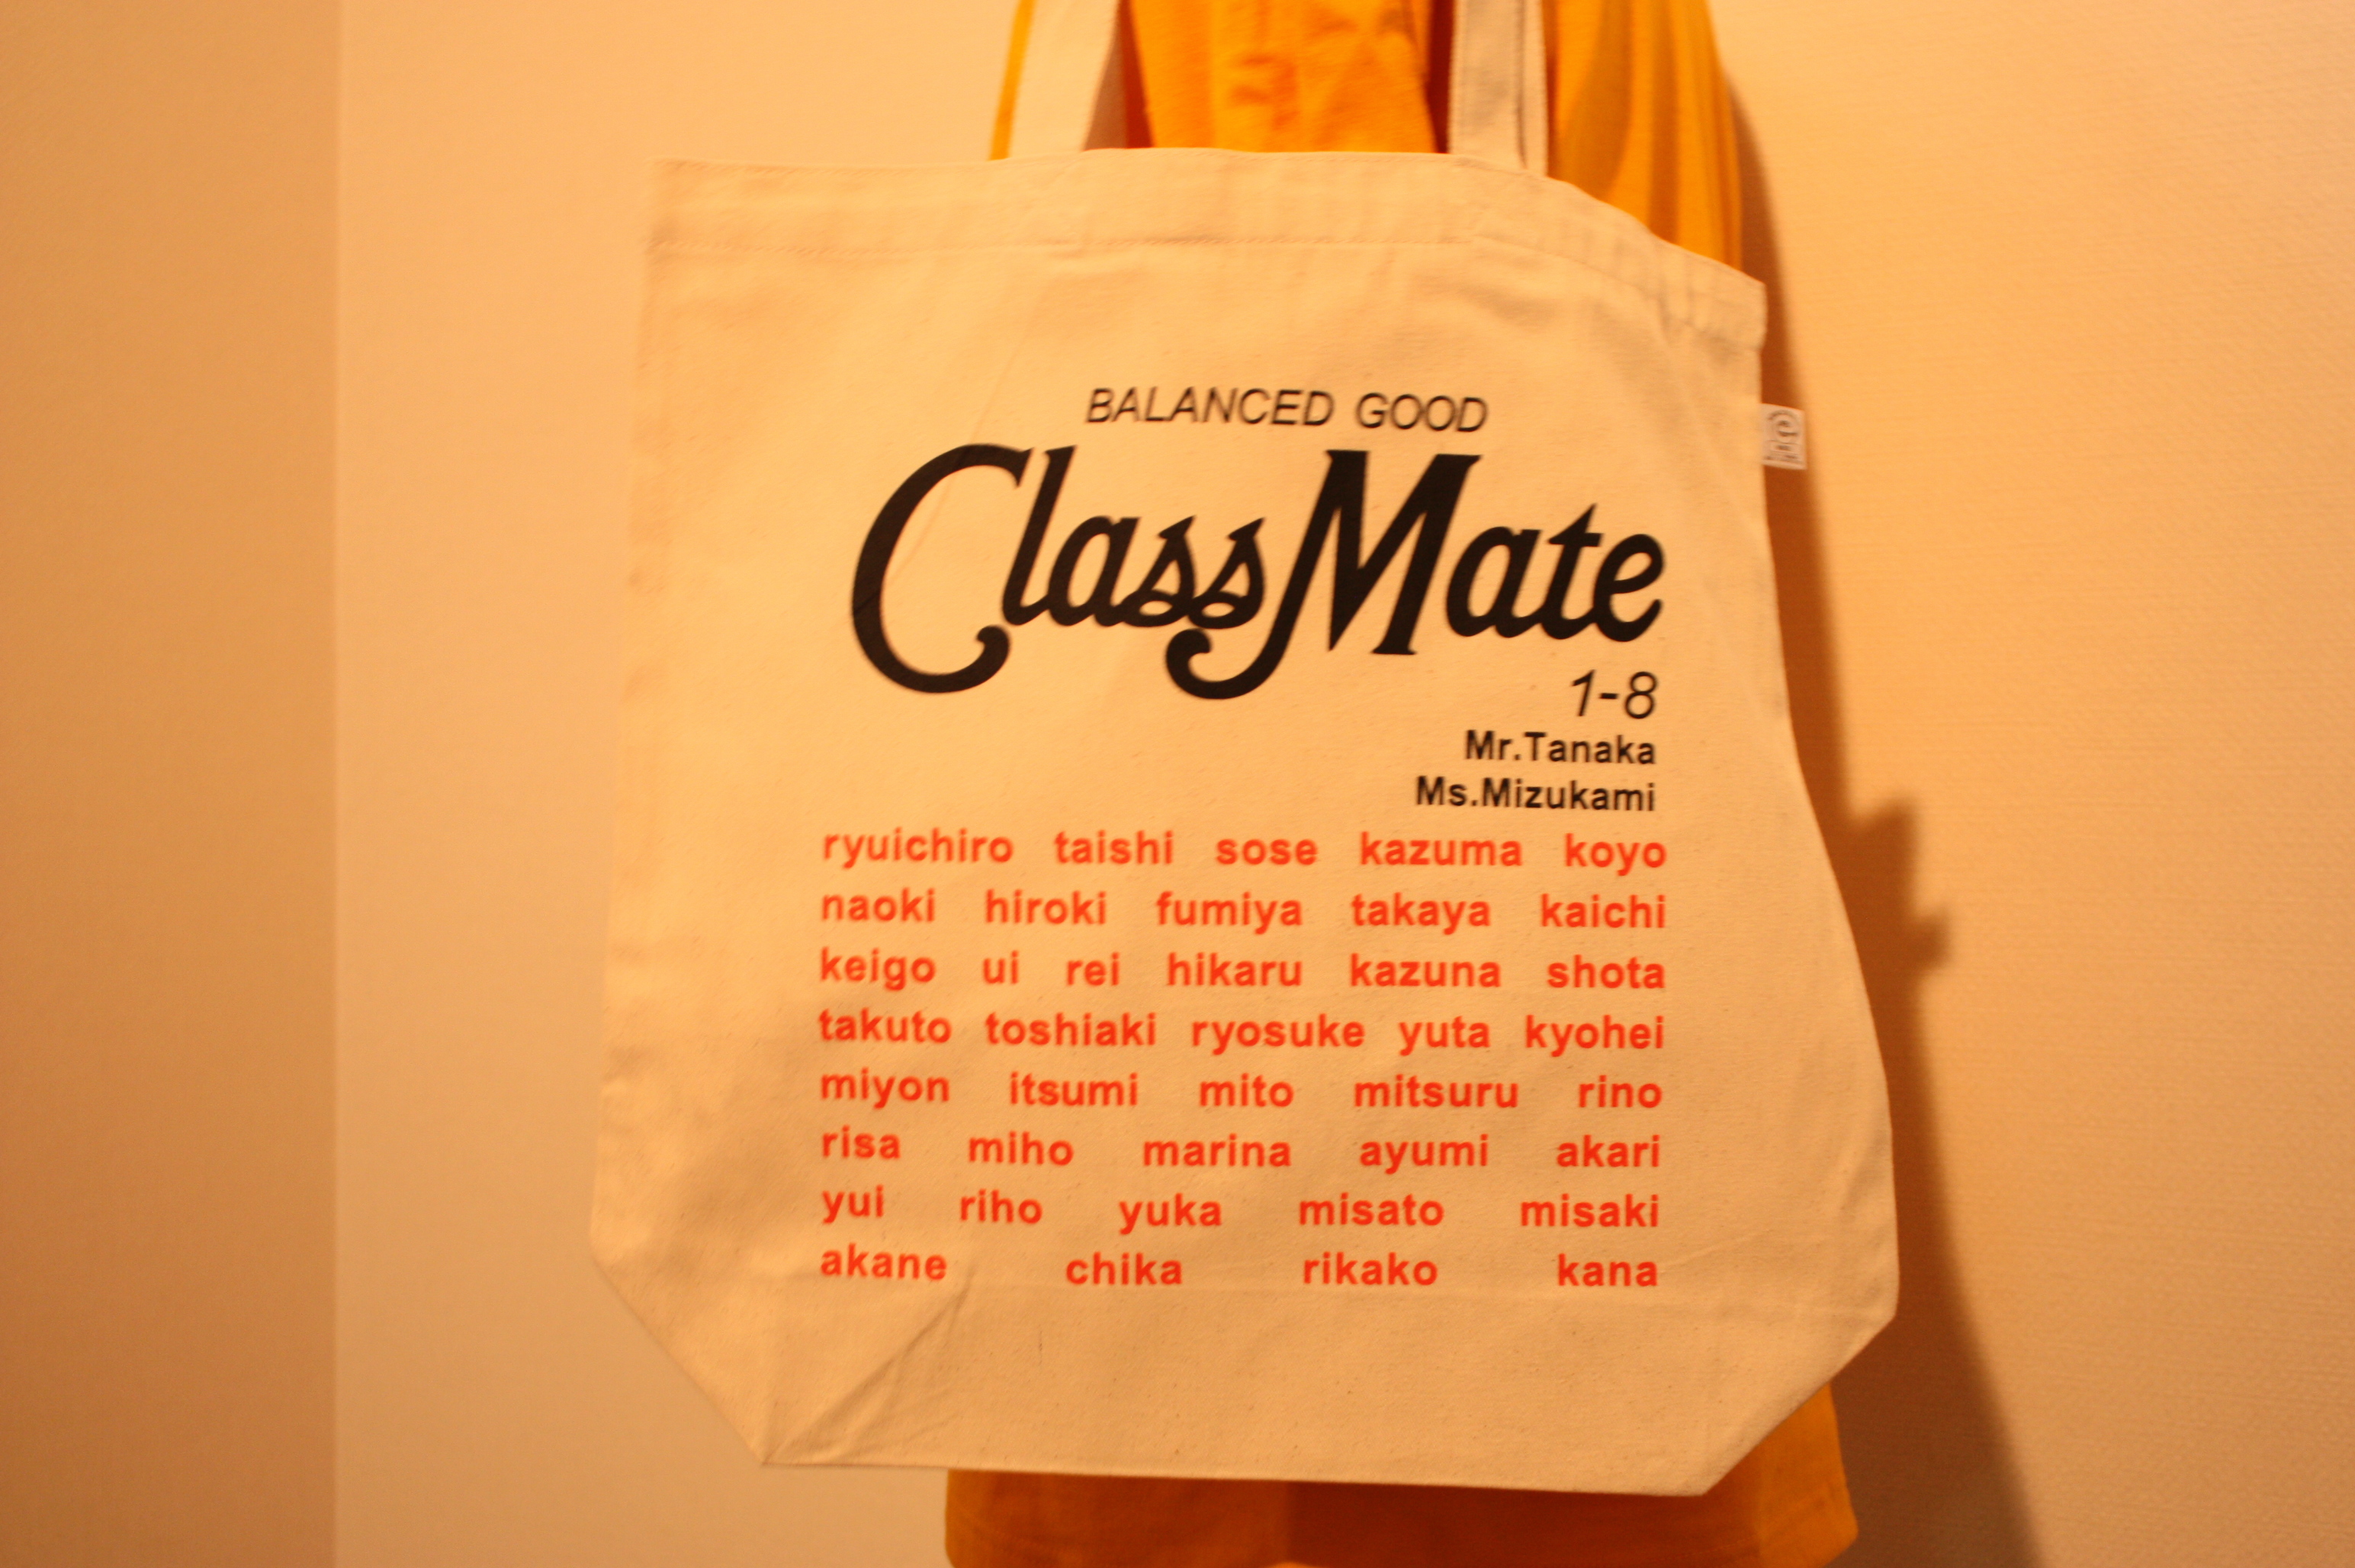 BALANCED GOOD
ClassMate
1-8
Mr.Tanaka
Ms.Mizukami
ryuichiro taishi sose kazuma koyo
naoki hiroki fumiya takaya kaichi
keigo ui rei hikaru kazuna shota
takuto toshiaki ryosuke yuta kyohei
miyon itsumi mito mitsuru rino
risa miho marina ayumi akari
yui riho yuka misato misaki
akane chika rikako kana